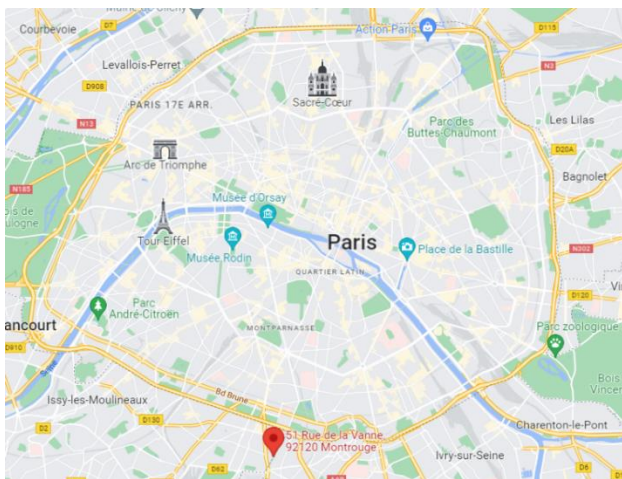 Courbevoie
D7
Action Paris
D115
Levallois-Perret
N3
D908
PARIS 17E ARR.
Sacré-Cœur
N13
Parc des
Buttes-Chaumont
Les Lilas
D20A
Arc de Triomphe
Bagnolet
N185
Musée d'Orsay
Tour Eiffel
Paris
Place de la Bastille
N302
Musée Rodin
QUARTIER LATIN
D120
Parc
André-Citroën
ancourt
MONTPARNASSE
Parc zoologique
D910
Bois
Vincen
Bd Brune
Issy-les-Moulineaux
D2
D130
Charenton-le-Pont
51 Rue de la Vanne,
92120 Montrouge
D62
Ivry-sur-Seine
D6